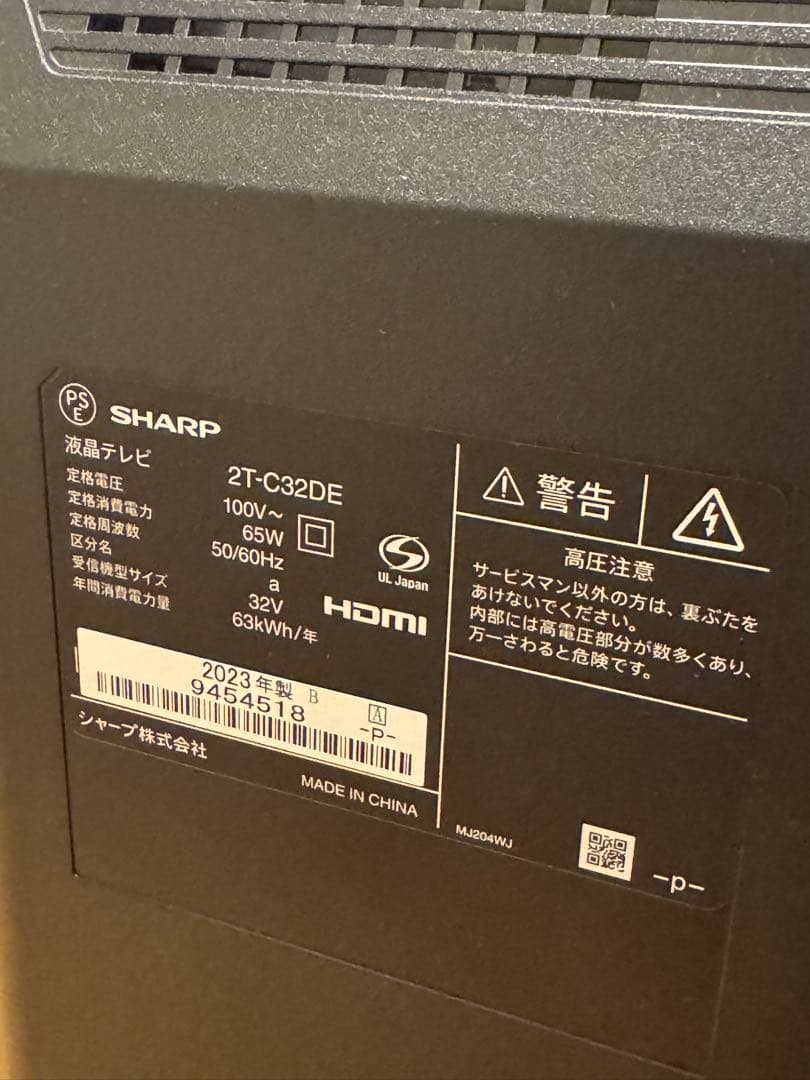 PS E
SHARP
液晶テレビ 2T-C32DE
定格電圧 100V～
定格消費電力 65W
定格周波数 50/60Hz
区分名 a
受信機型サイズ 32V
年間消費電力量 63kWh/年
UL Japan
HDMI
2023年製 B
9454518
A
-p-
シャープ株式会社
MADE IN CHINA
警告
高圧注意
サービスマン以外の方は、裏ぶたを
あけないでください。
内部には高電圧部分が数多くあり、
万一さわると危険です。
MJ204WJ
-p-